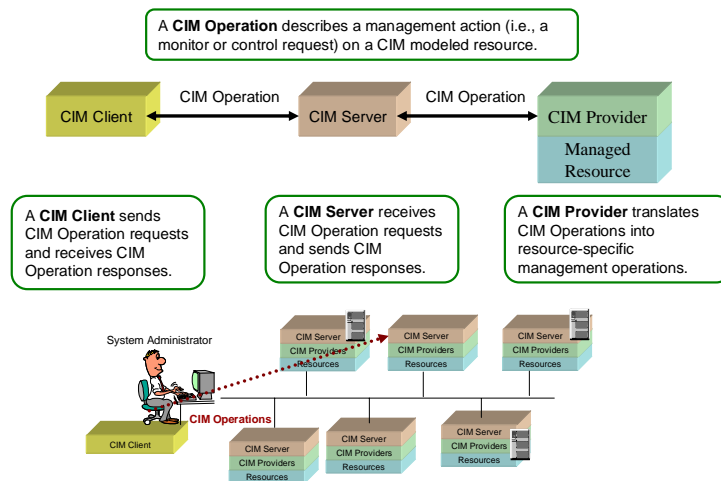 A CIM Operation describes a management action (i.e., a
monitor or control request) on a CIM modeled resource.
CIM Client
CIM Operation
CIM Server
CIM Operation
CIM Provider
Managed
Resource
A CIM Client sends
CIM Operation requests
and receives CIM
Operation responses.
A CIM Server receives
CIM Operation requests
and sends CIM
Operation responses.
A CIM Provider translates
CIM Operations into
resource-specific
management operations.
System Administrator
CIM Client
CIM Operations
CIM Server
CIM Providers
Resources
CIM Server
CIM Providers
Resources
CIM Server
CIM Providers
Resources
CIM Server
CIM Providers
Resources
CIM Server
CIM Providers
Resources
CIM Server
CIM Providers
Resources